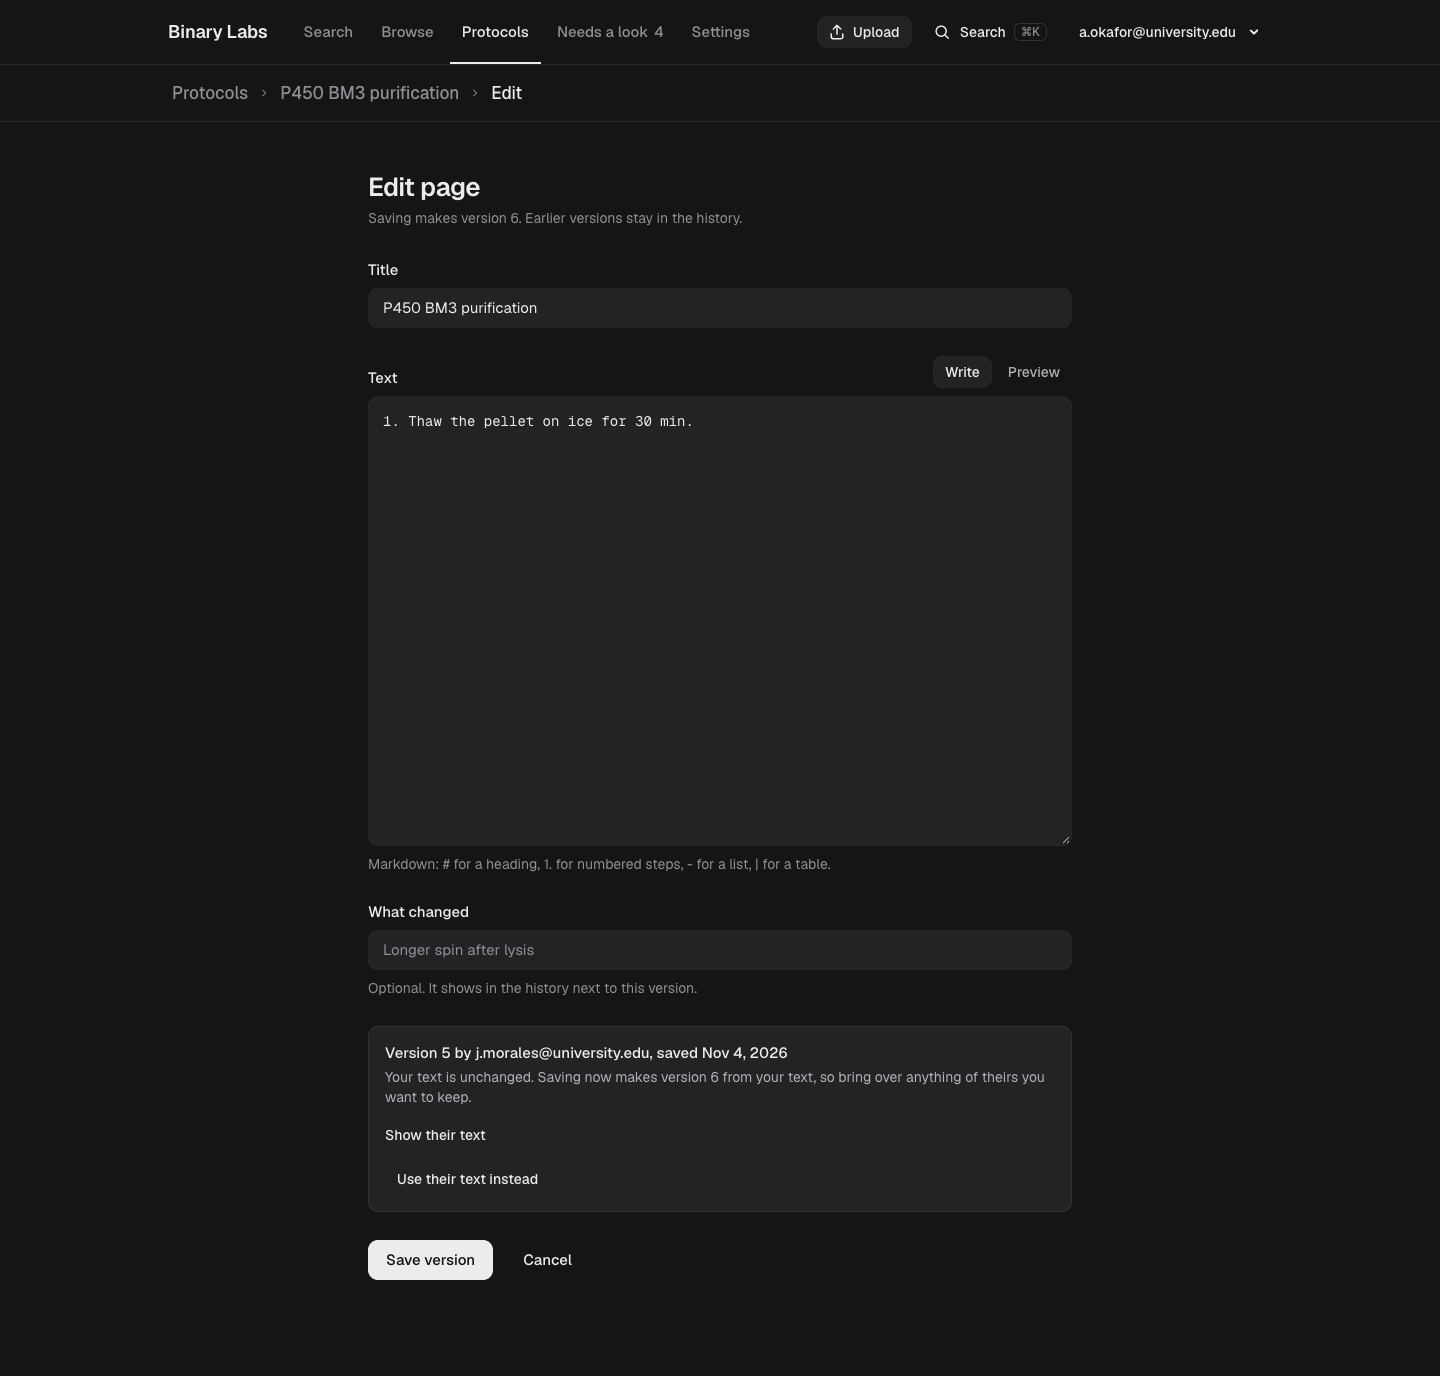 Binary Labs Search Browse Protocols Needs a look 4 Settings Upload Search ⌘K a.okafor@university.edu
Protocols › P450 BM3 purification › Edit
Edit page
Saving makes version 6. Earlier versions stay in the history.
Title
P450 BM3 purification
Text Write Preview
1. Thaw the pellet on ice for 30 min.
Markdown: # for a heading, 1. for numbered steps, - for a list, | for a table.
What changed
Longer spin after lysis
Optional. It shows in the history next to this version.
Version 5 by j.morales@university.edu, saved Nov 4, 2026
Your text is unchanged. Saving now makes version 6 from your text, so bring over anything of theirs you
want to keep.
Show their text
Use their text instead
Save version Cancel